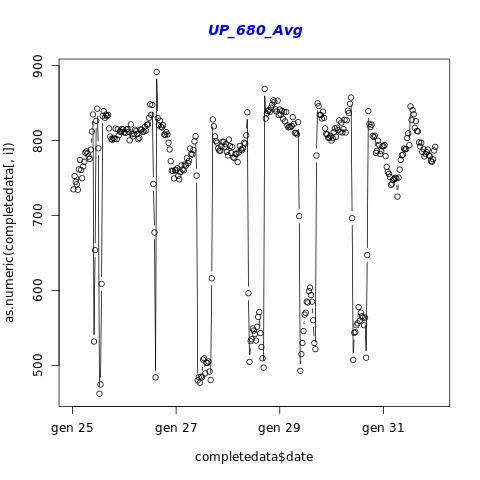 UP_680_Avg
as.numeric(completedata[, i])
900
800
700
600
500
gen 25
gen 27
gen 29
gen 31
completedata$date